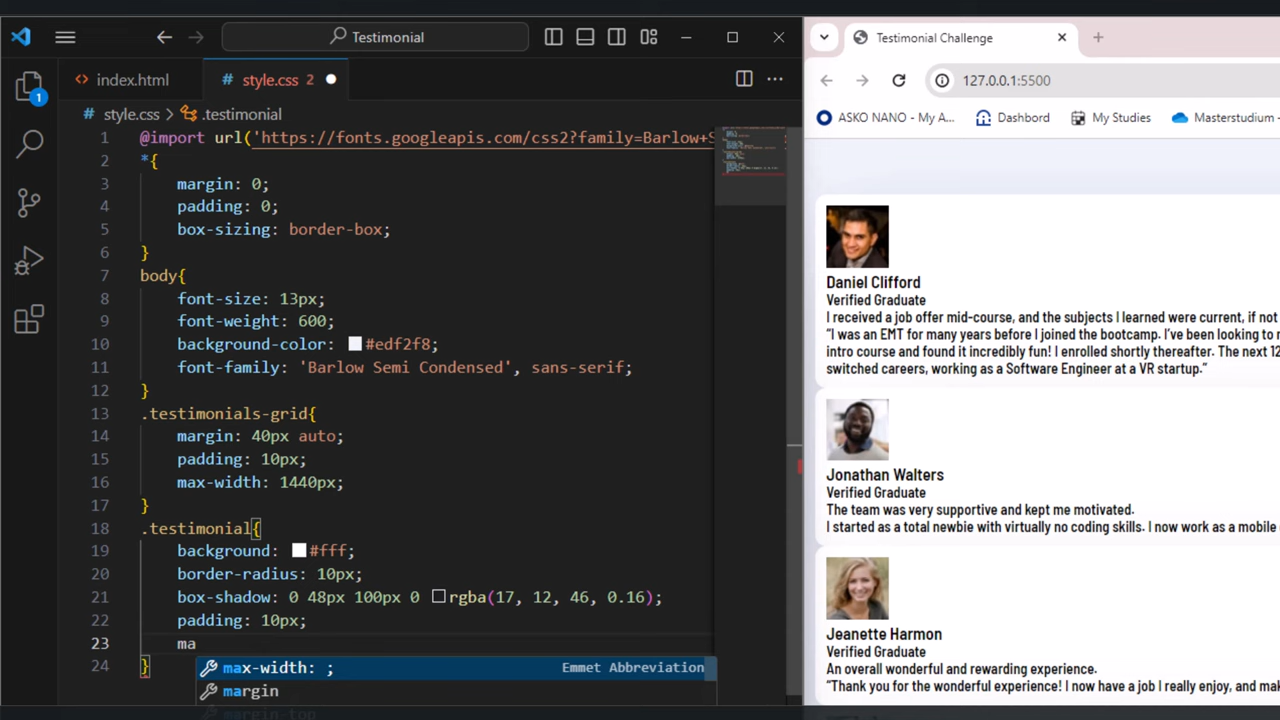 Testimonial
index.html
style.css 2
style.css > .testimonial
1 @import url('https://fonts.googleapis.com/css2?family=Barlow+S
2 *{
3 margin: 0;
4 padding: 0;
5 box-sizing: border-box;
6 }
7 body{
8 font-size: 13px;
9 font-weight: 600;
10 background-color: #edf2f8;
11 font-family: 'Barlow Semi Condensed', sans-serif;
12 }
13 .testimonials-grid{
14 margin: 40px auto;
15 padding: 10px;
16 max-width: 1440px;
17 }
18 .testimonial{
19 background: #fff;
20 border-radius: 10px;
21 box-shadow: 0 48px 100px 0 rgba(17, 12, 46, 0.16);
22 padding: 10px;
23 ma
24 }
max-width: ; Emmet Abbreviation
margin
margin top
1
Testimonial Challenge
127.0.0.1:5500
ASKO NANO - My A...
Dashbord
My Studies
Masterstudium -
Daniel Clifford
Verified Graduate
I received a job offer mid-course, and the subjects I learned were current, if not
“I was an EMT for many years before I joined the bootcamp. I've been looking to
intro course and found it incredibly fun! I enrolled shortly thereafter. The next 12
switched careers, working as a Software Engineer at a VR startup.”
Jonathan Walters
Verified Graduate
The team was very supportive and kept me motivated.
I started as a total newbie with virtually no coding skills. I now work as a mobile
Jeanette Harmon
Verified Graduate
An overall wonderful and rewarding experience.
“Thank you for the wonderful experience! I now have a job I really enjoy, and